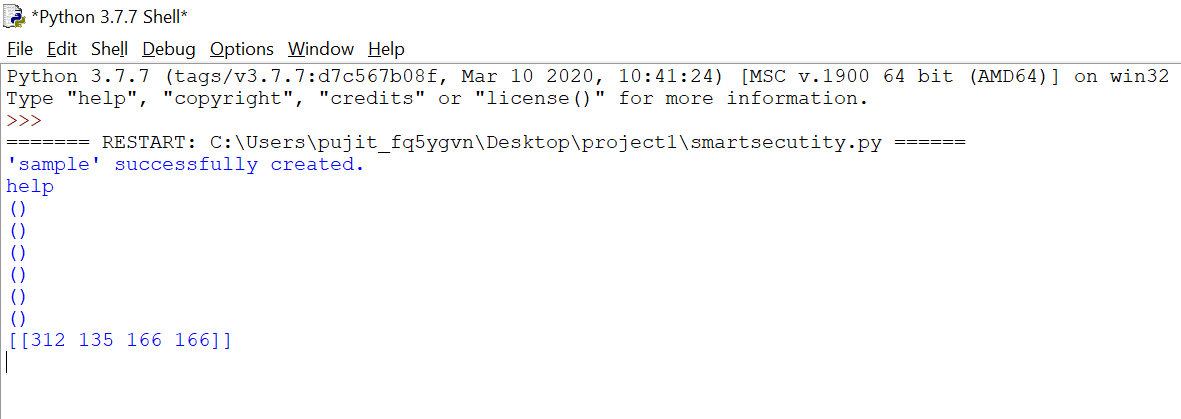 *Python 3.7.7 Shell*
File Edit Shell Debug Options Window Help
Python 3.7.7 (tags/v3.7.7:d7c567b08f, Mar 10 2020, 10:41:24) [MSC v.1900 64 bit (AMD64)] on win32
Type "help", "copyright", "credits" or "license()" for more information.
>>>
======= RESTART: C:\Users\pujit_fq5ygvn\Desktop\project1\smartsecutity.py ======
'sample' successfully created.
help
()
()
()
()
()
()
[[312 135 166 166]]